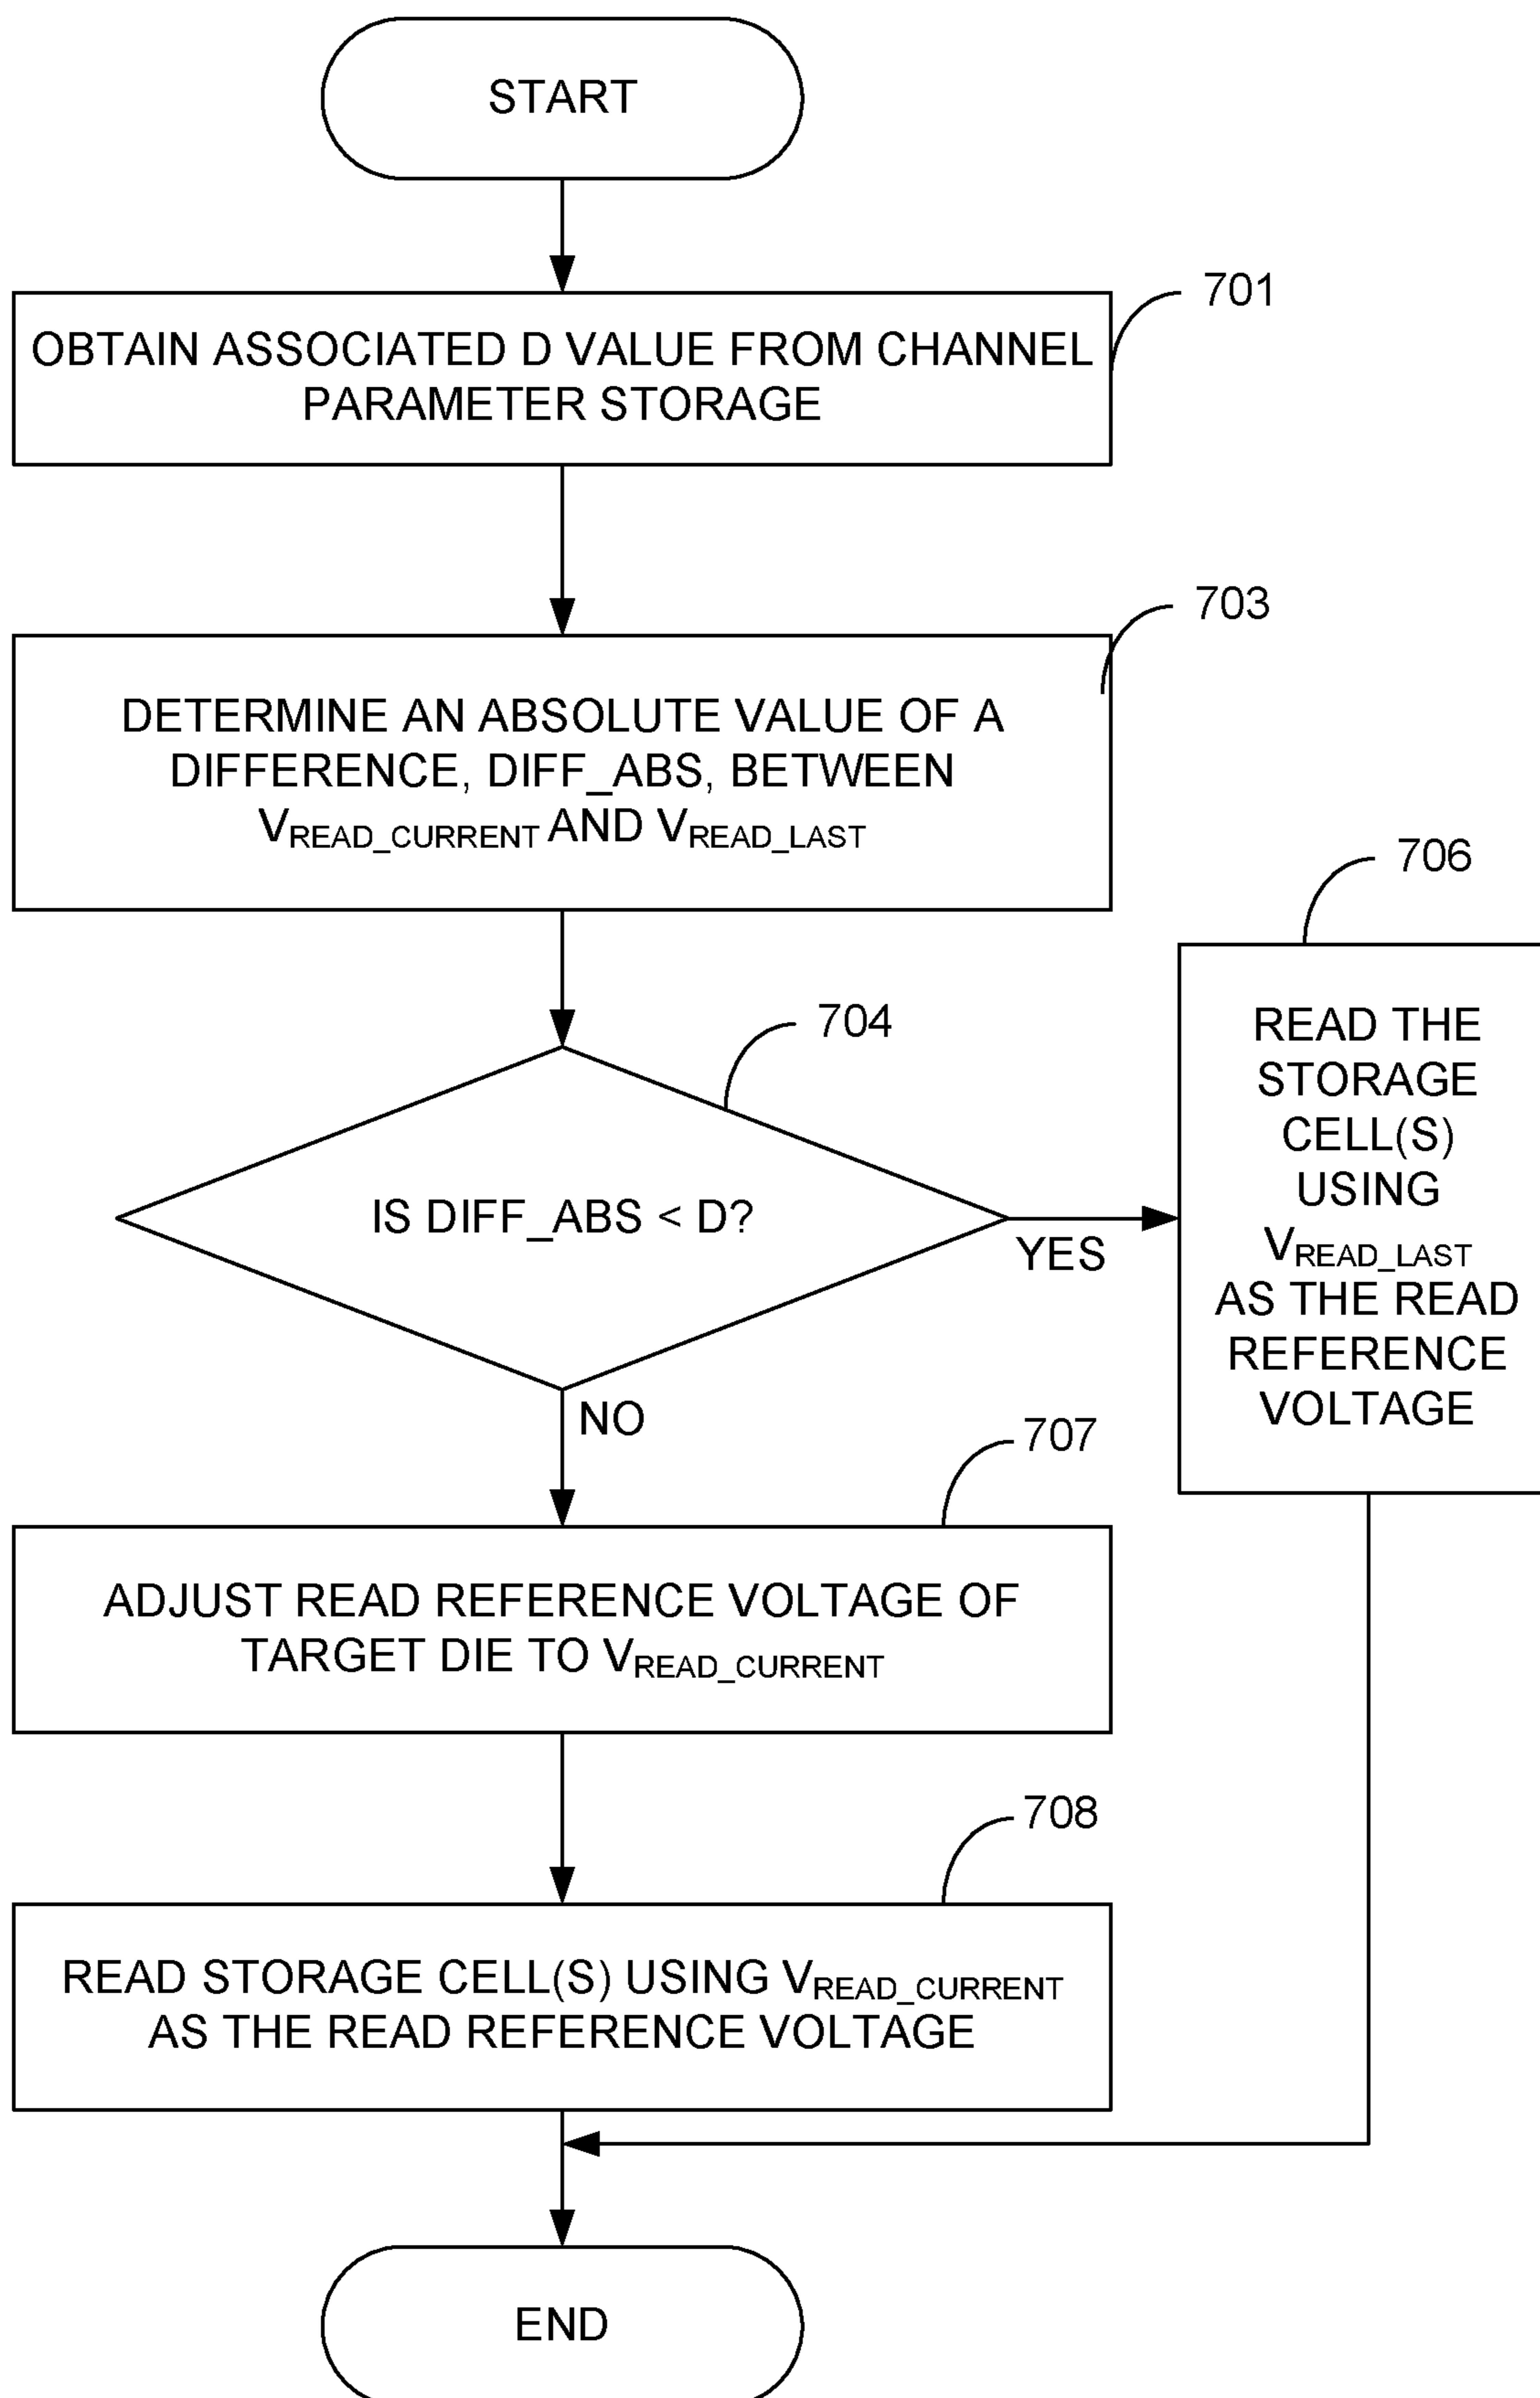 START
701
OBTAIN ASSOCIATED D VALUE FROM CHANNEL
PARAMETER STORAGE
703
DETERMINE AN ABSOLUTE VALUE OF A
DIFFERENCE, DIFF_ABS, BETWEEN
VREAD_CURRENT AND VREAD_LAST
704
IS DIFF_ABS < D?
YES
NO
706
READ THE
STORAGE
CELL(S)
USING
VREAD_LAST
AS THE READ
REFERENCE
VOLTAGE
707
ADJUST READ REFERENCE VOLTAGE OF
TARGET DIE TO VREAD_CURRENT
708
READ STORAGE CELL(S) USING VREAD_CURRENT
AS THE READ REFERENCE VOLTAGE
END